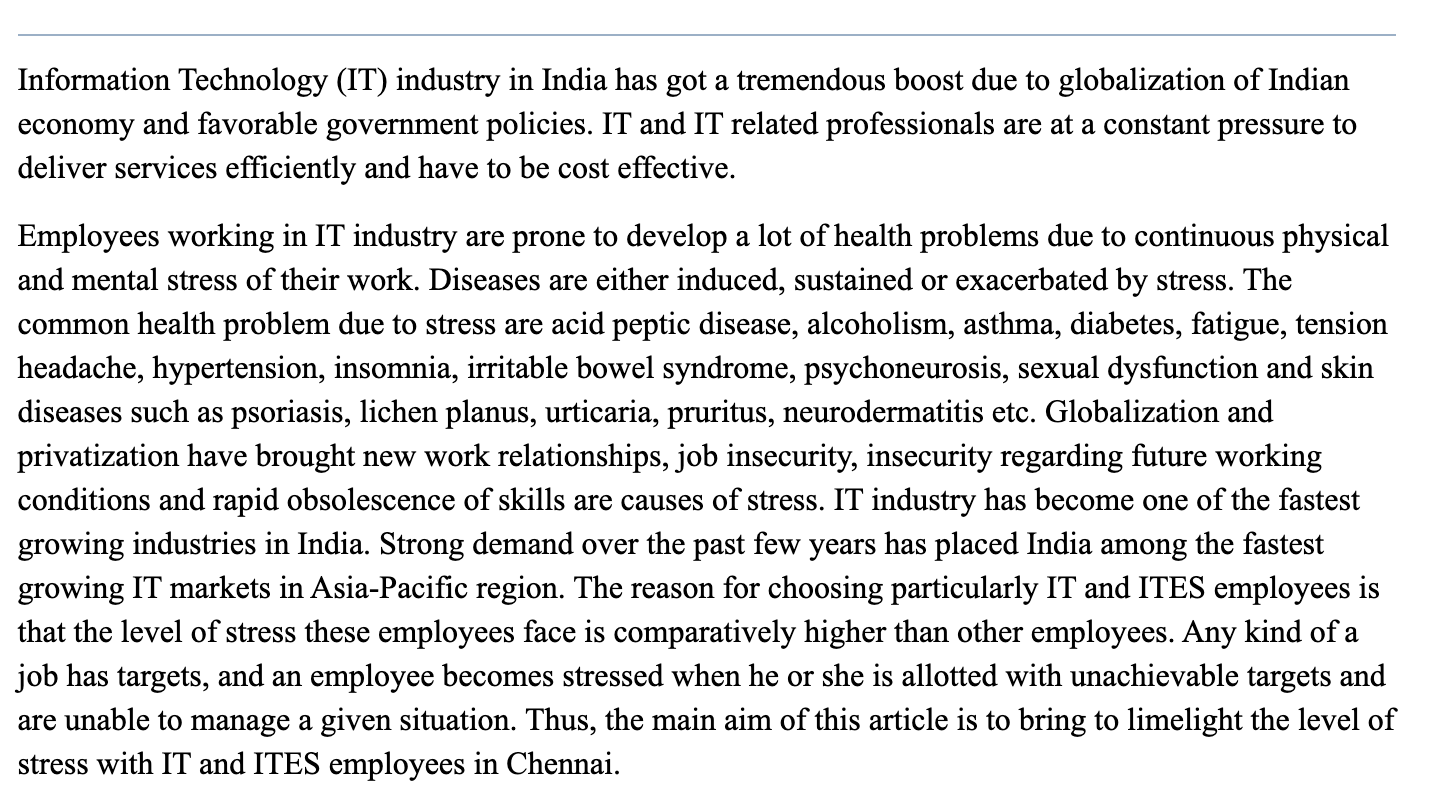 Information Technology (IT) industry in India has got a tremendous boost due to globalization of Indian
economy and favorable government policies. IT and IT related professionals are at a constant pressure to
deliver services efficiently and have to be cost effective.
Employees working in IT industry are prone to develop a lot of health problems due to continuous physical
and mental stress of their work. Diseases are either induced, sustained or exacerbated by stress. The
common health problem due to stress are acid peptic disease, alcoholism, asthma, diabetes, fatigue, tension
headache, hypertension, insomnia, irritable bowel syndrome, psychoneurosis, sexual dysfunction and skin
diseases such as psoriasis, lichen planus, urticaria, pruritus, neurodermatitis etc. Globalization and
privatization have brought new work relationships, job insecurity, insecurity regarding future working
conditions and rapid obsolescence of skills are causes of stress. IT industry has become one of the fastest
growing industries in India. Strong demand over the past few years has placed India among the fastest
growing IT markets in Asia-Pacific region. The reason for choosing particularly IT and ITES employees is
that the level of stress these employees face is comparatively higher than other employees. Any kind of a
job has targets, and an employee becomes stressed when he or she is allotted with unachievable targets and
are unable to manage a given situation. Thus, the main aim of this article is to bring to limelight the level of
stress with IT and ITES employees in Chennai.